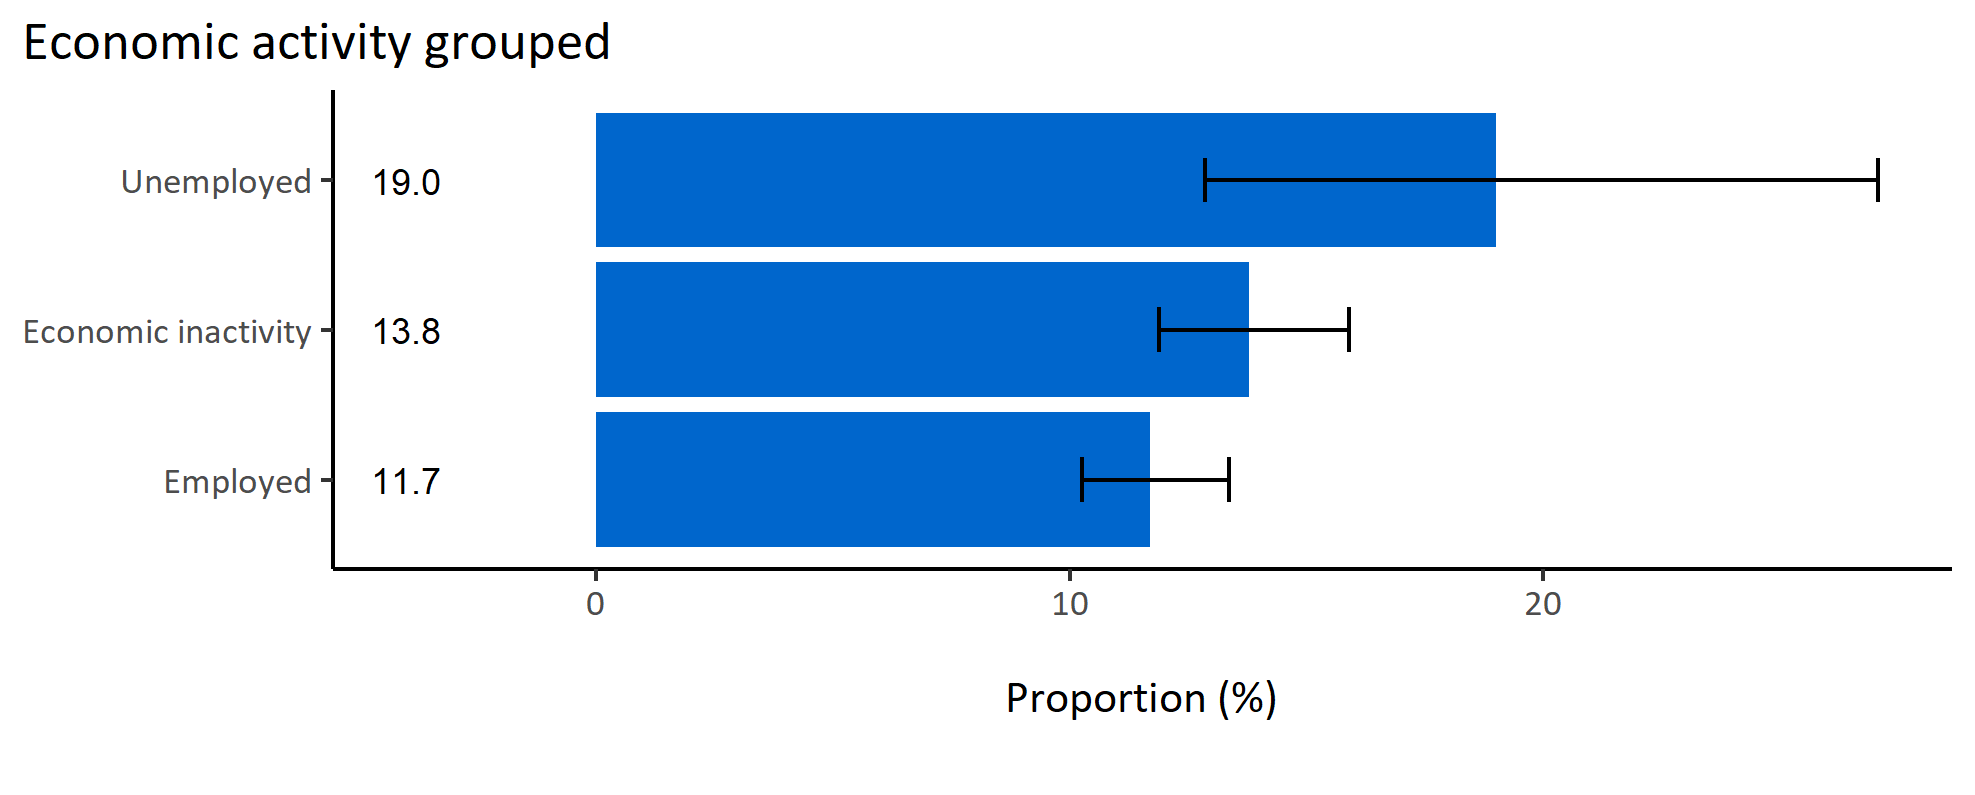 Economic activity grouped
Unemployed 19.0
Economic inactivity 13.8
Employed 11.7
0 10 20
Proportion (%)